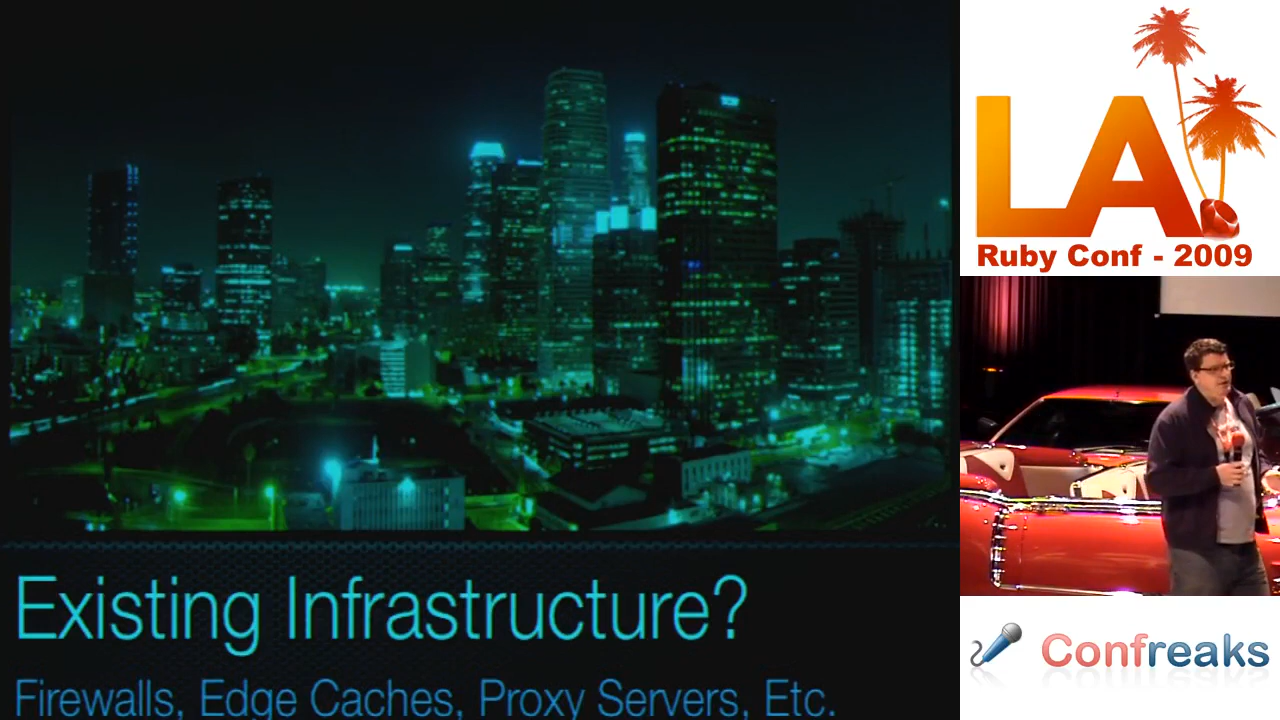 Existing Infrastructure?
Firewalls, Edge Caches, Proxy Servers, Etc.
LA
Ruby Conf - 2009
Confreaks